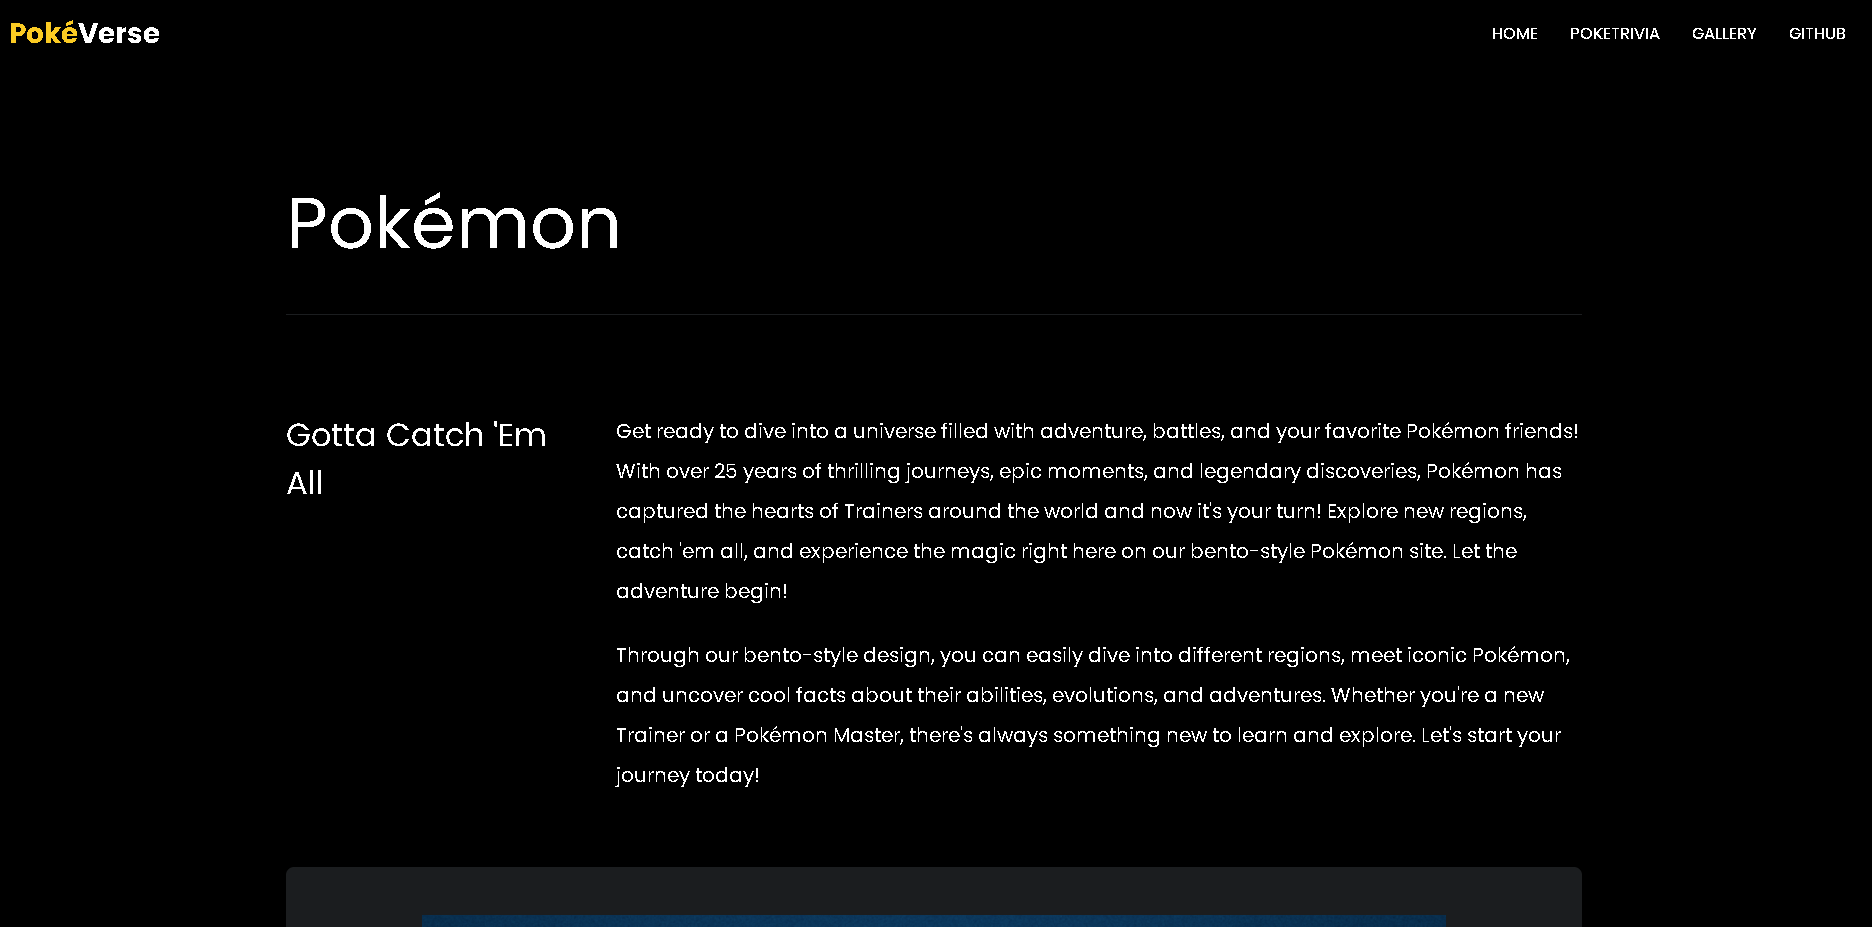 PokéVerse
HOME POKETRIVIA GALLERY GITHUB
Pokémon
Gotta Catch 'Em
All
Get ready to dive into a universe filled with adventure, battles, and your favorite Pokémon friends!
With over 25 years of thrilling journeys, epic moments, and legendary discoveries, Pokémon has
captured the hearts of Trainers around the world and now it's your turn! Explore new regions,
catch 'em all, and experience the magic right here on our bento-style Pokémon site. Let the
adventure begin!
Through our bento-style design, you can easily dive into different regions, meet iconic Pokémon,
and uncover cool facts about their abilities, evolutions, and adventures. Whether you're a new
Trainer or a Pokémon Master, there's always something new to learn and explore. Let's start your
journey today!